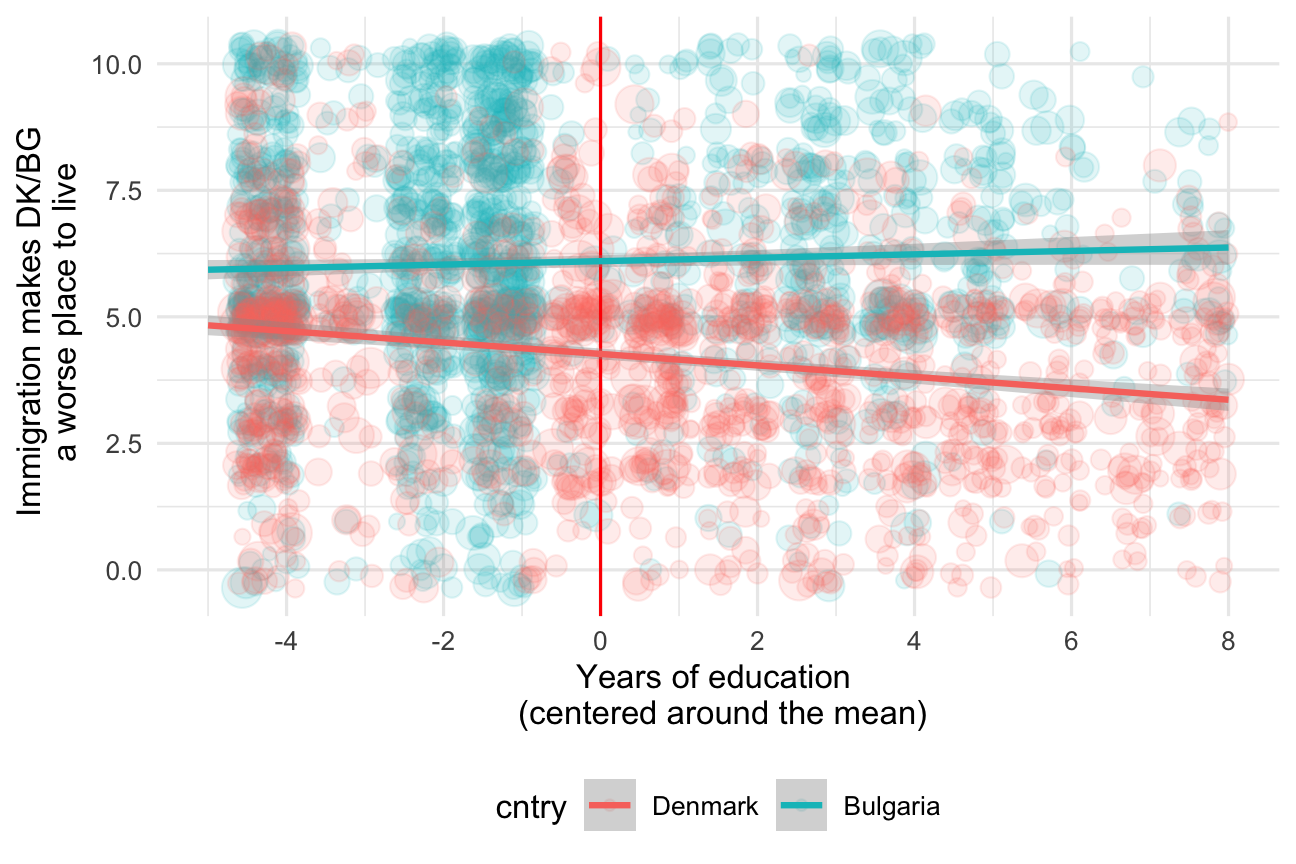 Immigration makes DK/BG
a worse place to live
10.0
7.5
5.0
2.5
0.0
-4 -2 0 2 4 6 8
Years of education
(centered around the mean)
cntry Denmark Bulgaria